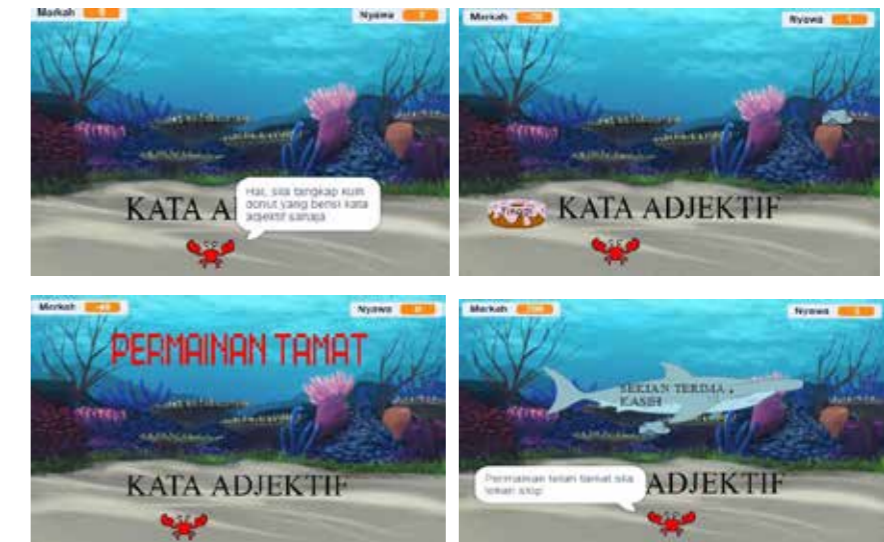 Markah
Nyawa
Hai, sila tangkap kuih
donut yang berisi kata
adjektif sahaja
KATA A
Markah
Nyawa
Tinggi
KATA ADJEKTIF
Markah
Nyawa
PERMAINAN TAMAT
KATA ADJEKTIF
Markah
Nyawa
SEKIAN TERIMA
KASIH
Permainan telah tamat sila
tekan stop
ADJEKTIF